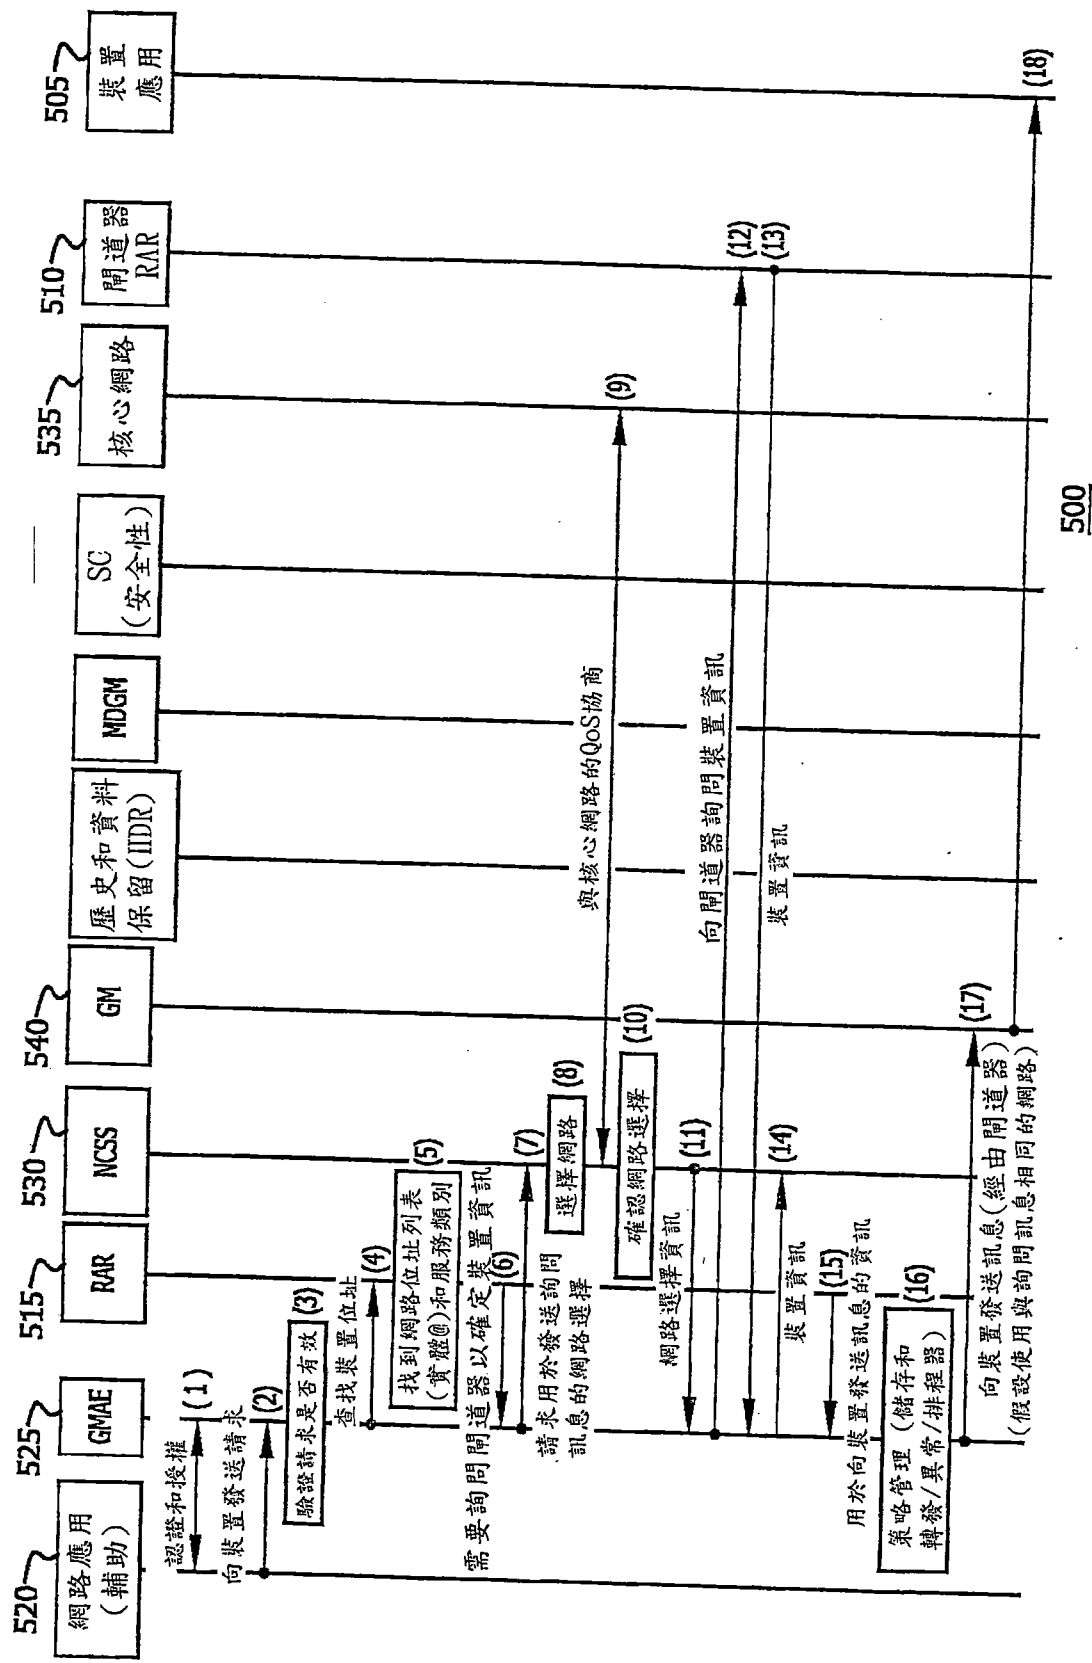 520
網路應用
(輔助)
525
GMAE
515
RAR
530
NCSS
540
GM
歷史和資料
保留(IIDR)
MDGM
SC
(安全性)
535
核心網路
510
閘道器
RAR
505
裝置
應用
認證和授權
(1)
向裝置發送請求
(2)
驗證請求是否有效
(3)
查找裝置位址
(4)
找到網路位址列表
(實體@)和服務類別
(5)
需要詢問閘道器以確定裝置資訊
(6)
請求用於發送詢問
訊息的網路選擇
(7)
選擇網路
(8)
與核心網路的QoS協商
(9)
確認網路選擇
(10)
網路選擇資訊
(11)
向閘道器詢問裝置資訊
(12)
(13)
裝置資訊
裝置資訊
(14)
用於向裝置發送訊息的資訊
(15)
策略管理 (儲存和
轉發/異常/排程器)
(16)
向裝置發送訊息(經由閘道器)
(假設使用與詢問訊息相同的網路)
(17)
(18)
500